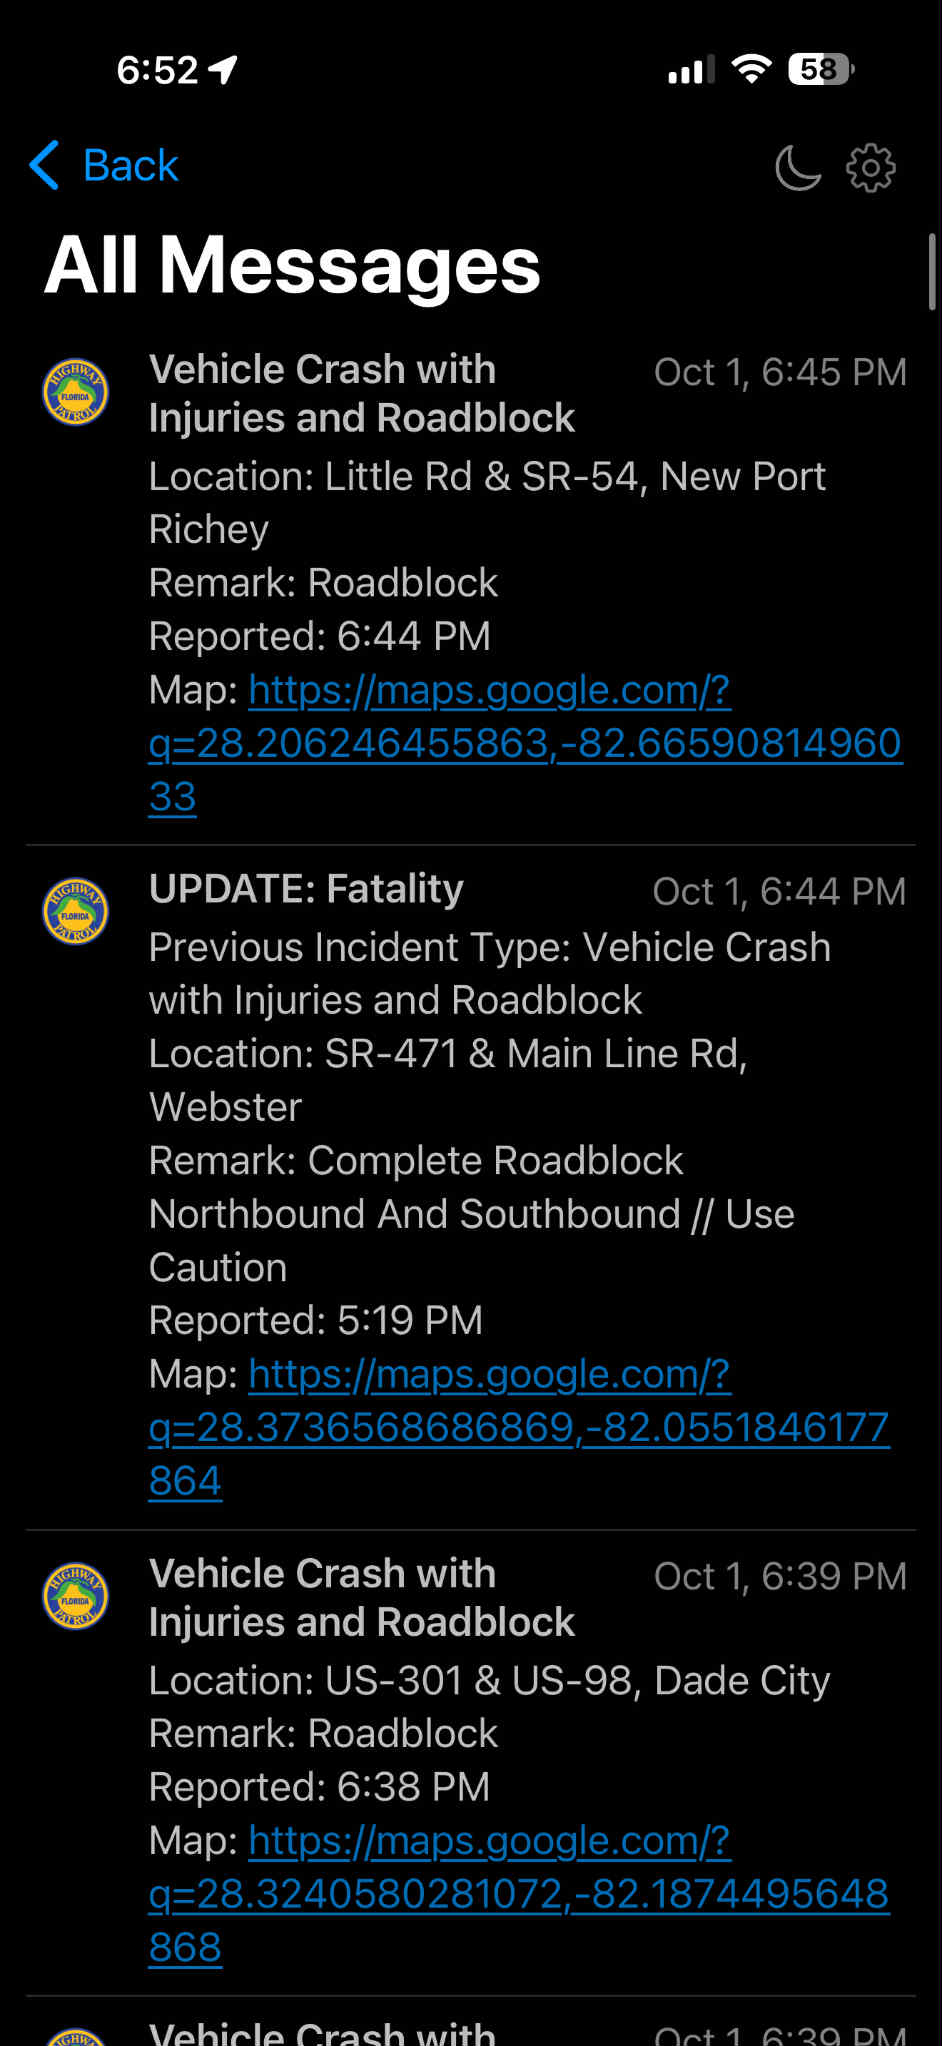 6:52
58
Back
All Messages
HIGHWAY
FLORIDA
PATROL
Vehicle Crash with
Injuries and Roadblock
Oct 1, 6:45 PM
Location: Little Rd & SR-54, New Port
Richey
Remark: Roadblock
Reported: 6:44 PM
Map: https://maps.google.com/?
q=28.206246455863,-82.66590814960
33
HIGHWAY
FLORIDA
PATROL
UPDATE: Fatality
Oct 1, 6:44 PM
Previous Incident Type: Vehicle Crash
with Injuries and Roadblock
Location: SR-471 & Main Line Rd,
Webster
Remark: Complete Roadblock
Northbound And Southbound // Use
Caution
Reported: 5:19 PM
Map: https://maps.google.com/?
q=28.3736568686869,-82.0551846177
864
HIGHWAY
FLORIDA
PATROL
Vehicle Crash with
Injuries and Roadblock
Oct 1, 6:39 PM
Location: US-301 & US-98, Dade City
Remark: Roadblock
Reported: 6:38 PM
Map: https://maps.google.com/?
q=28.3240580281072,-82.1874495648
868
Vehicle Crash with
Oct 1, 6:39 PM